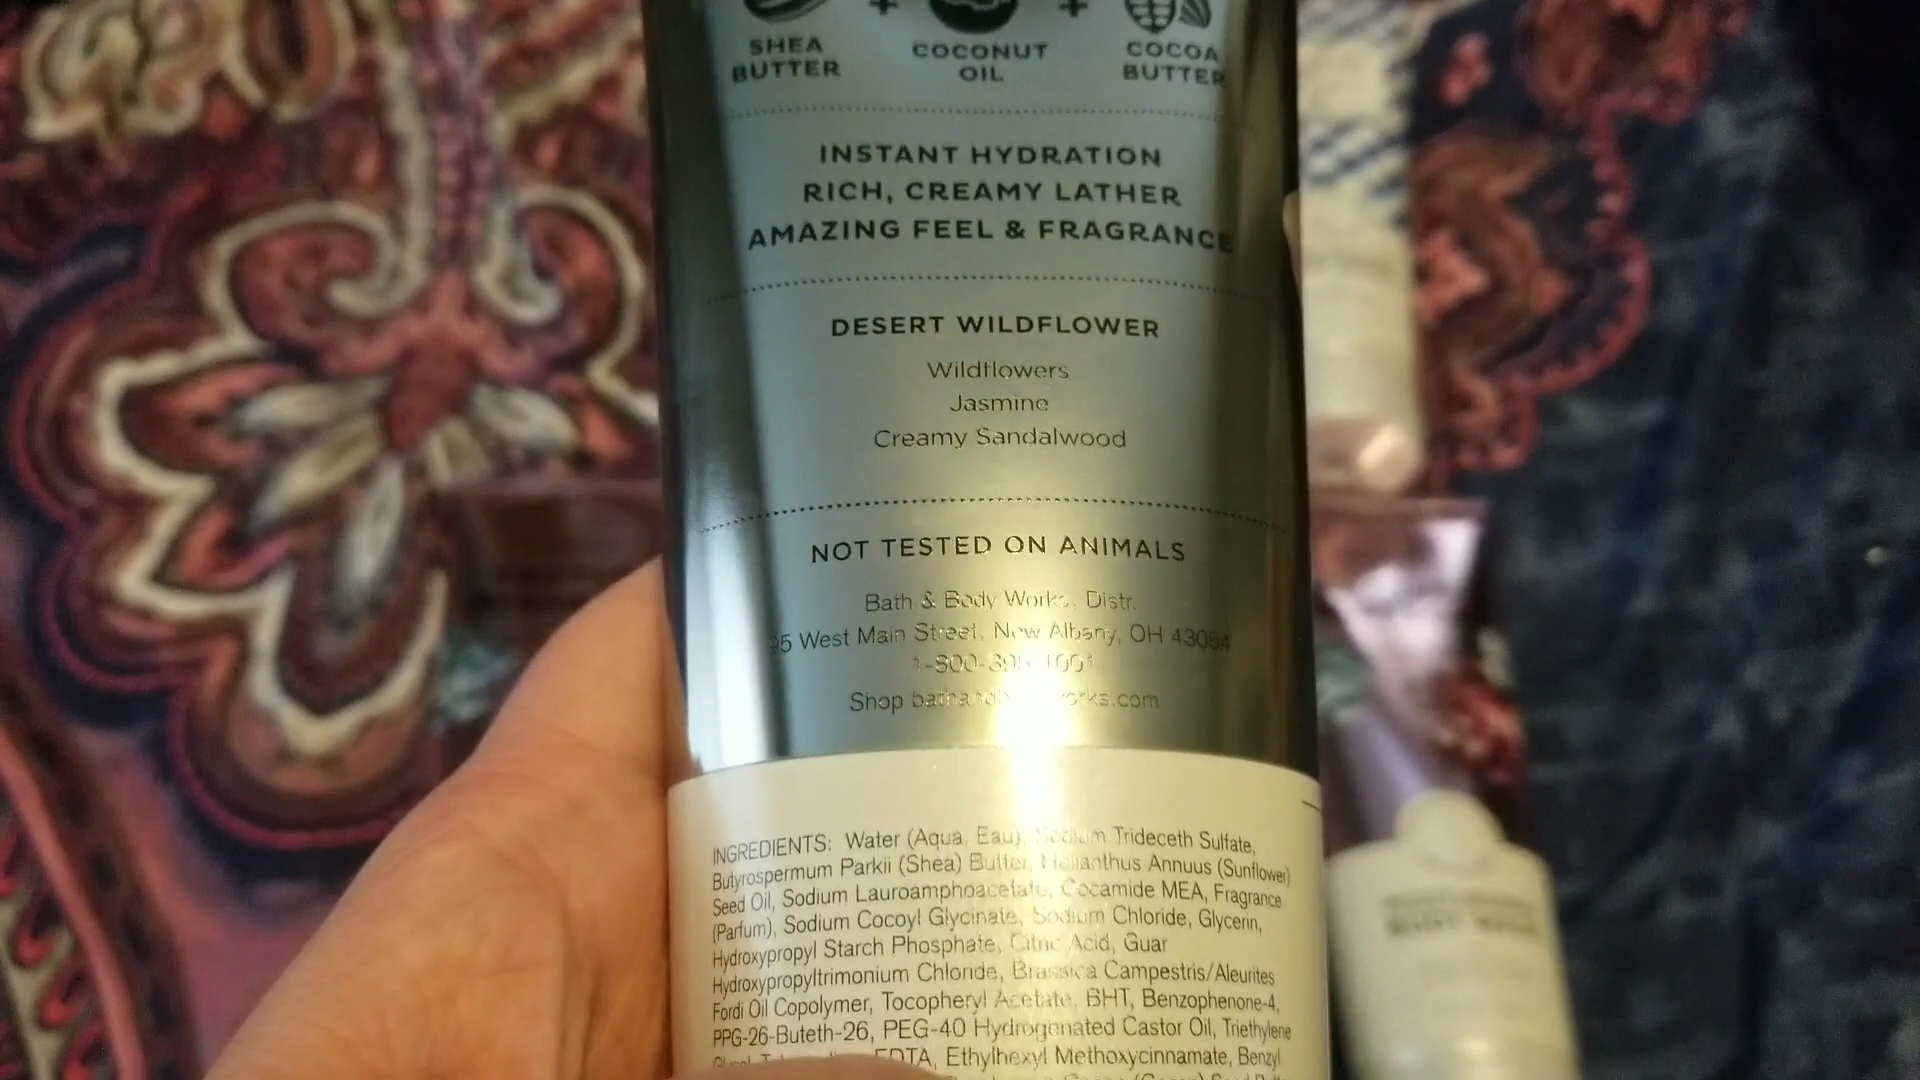 SHEA BUTTER + COCONUT OIL + COCOA BUTTER
INSTANT HYDRATION
RICH, CREAMY LATHER
AMAZING FEEL & FRAGRANCE
DESERT WILDFLOWER
Wildflowers
Jasmine
Creamy Sandalwood
NOT TESTED ON ANIMALS
Bath & Body Works, Distr.
95 West Main Street, New Albany, OH 43054
Shop
INGREDIENTS: Water (Aqua, Eau), Sodium Trideceth Sulfate,
Butyrospermum Parkii (Shea) Butter, Helianthus Annuus (Sunflower)
Seed Oil, Sodium Lauroamphoacetate, Cocamide MEA, Fragrance
(Parfum), Sodium Cocoyl Glycinate, Sodium Chloride, Glycerin,
Hydroxypropyl Starch Phosphate, Citric Acid, Guar
Hydroxypropyltrimonium Chloride, Brassica Campestris/Aleurites
Fordi Oil Copolymer, Tocopheryl Acetate, BHT, Benzophenone-4,
PPG-26-Buteth-26, PEG-40 Hydrogenated Castor Oil, Triethylene
EDTA, Ethylhexyl Methoxycinnamate, Benzyl